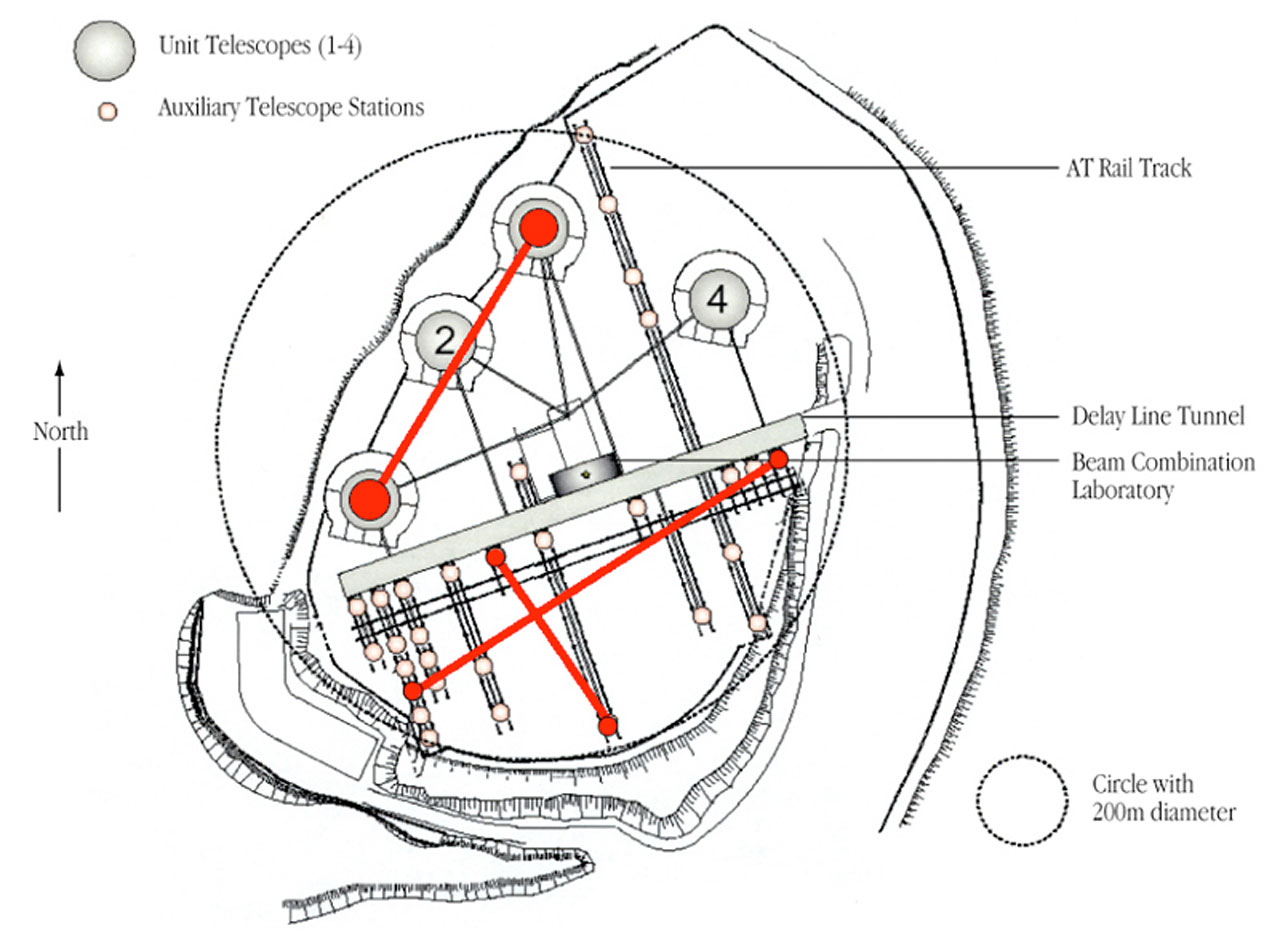 Unit Telescopes (1-4)
Auxiliary Telescope Stations
AT Rail Track
4
2
North
Delay Line Tunnel
Beam Combination
Laboratory
Circle with
200m diameter